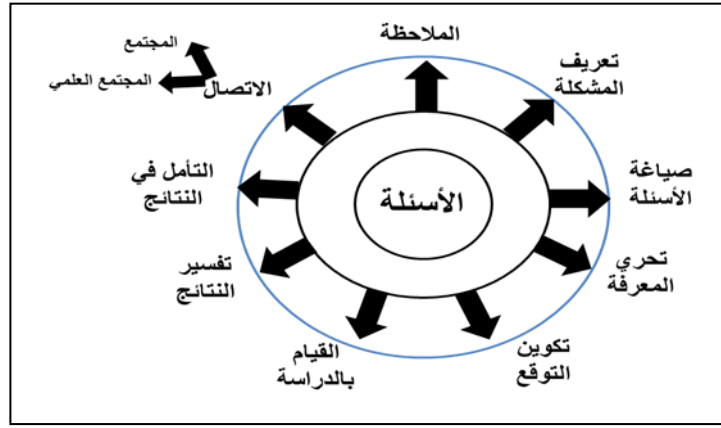 الملاحظة
تعريف
المشكلة
صياغة
الأسئلة
تحري
المعرفة
تكوين
التوقع
القيام
بالدراسة
تفسير
النتائج
التأمل في
النتائج
الاتصال
المجتمع العلمي
المجتمع
الأسئلة